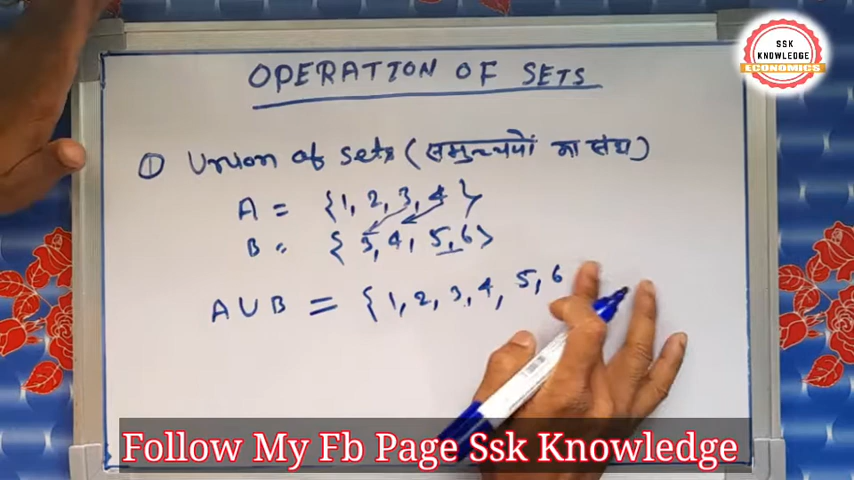 SSK
KNOWLEDGE
ECONOMICS
OPERATION OF SETS
① Union of sets (समुच्चयों का संघ)
A = {1, 2, 3, 4}
B = {3, 4, 5, 6}
A U B = {1, 2, 3, 4, 5, 6
Follow My Fb Page Ssk Knowledge